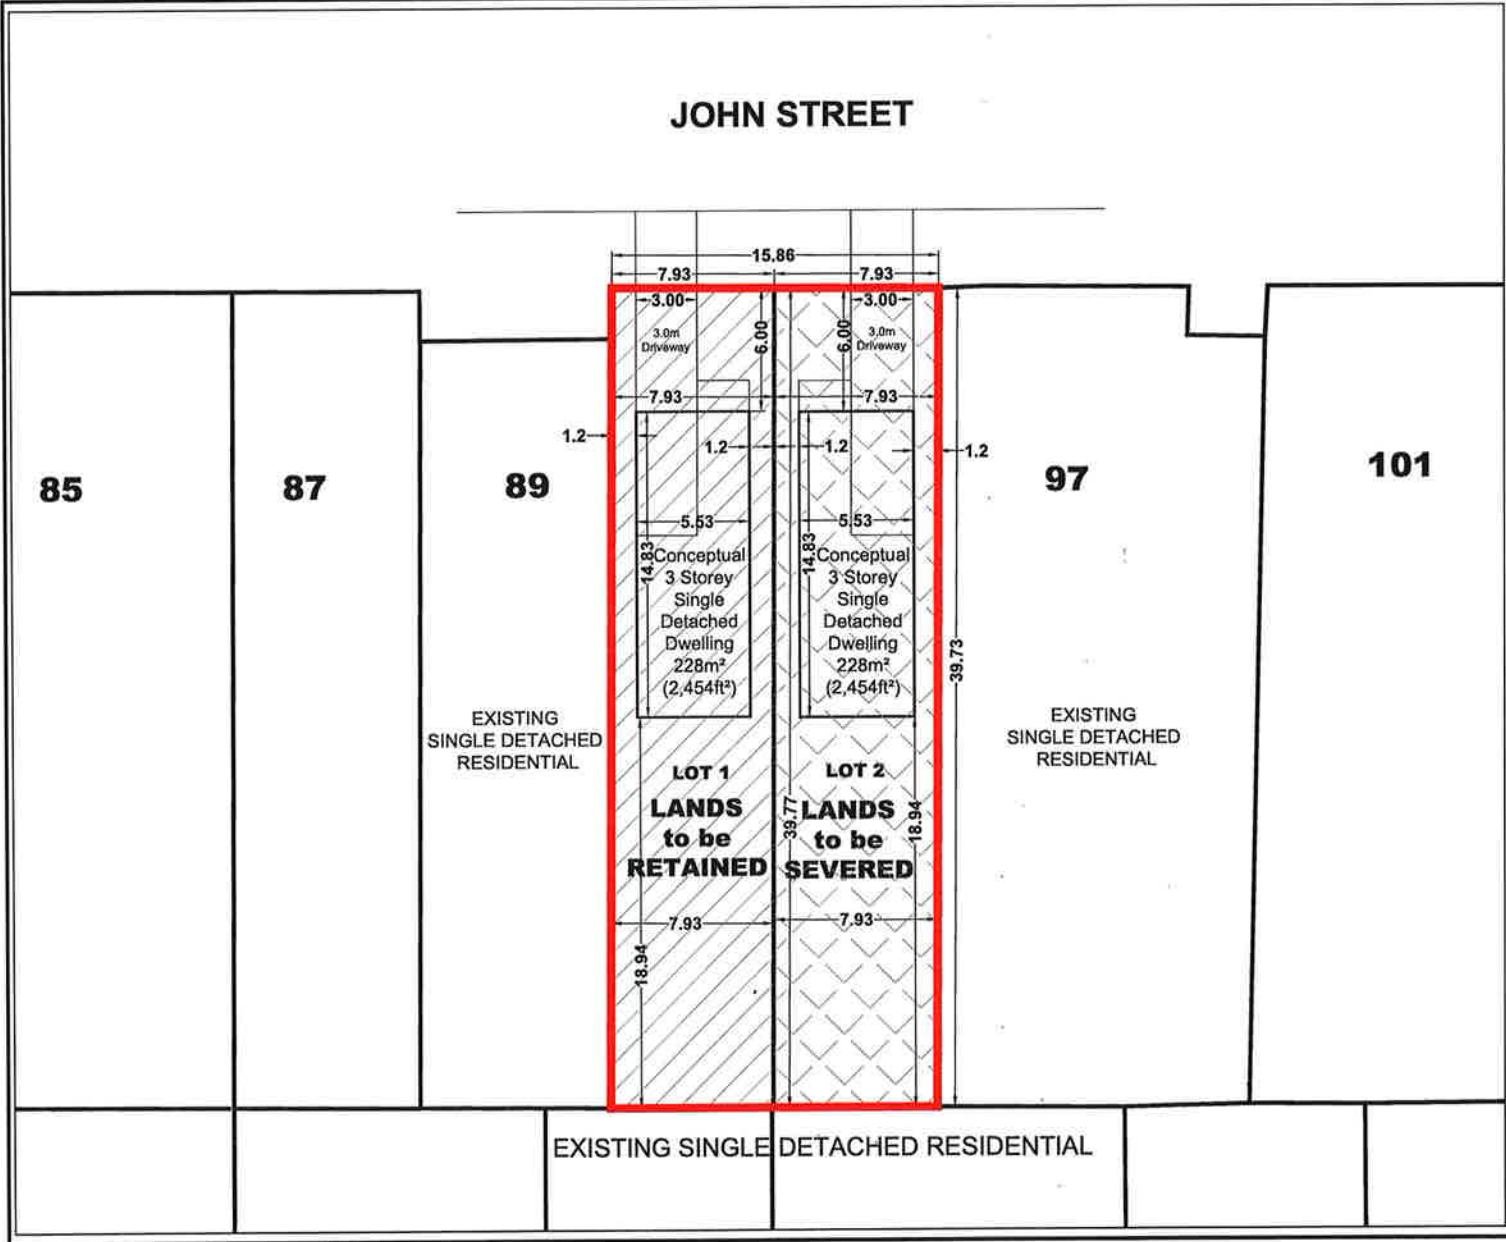 JOHN STREET
15.86
7.93
7.93
3.00
3.00
3.0m
Driveway
6.00
6.00
3.0m
Driveway
7.93
7.93
1.2
1.2
1.2
1.2
85
87
89
97
101
5.53
5.53
14.83
14.83
Conceptual
3 Storey
Single
Detached
Dwelling
228m²
(2,454ft²)
Conceptual
3 Storey
Single
Detached
Dwelling
228m²
(2,454ft²)
39.73
EXISTING
SINGLE DETACHED
RESIDENTIAL
EXISTING
SINGLE DETACHED
RESIDENTIAL
LOT 1
LANDS
to be
RETAINED
LOT 2
LANDS
to be
SEVERED
39.77
18.94
7.93
7.93
18.94
EXISTING SINGLE DETACHED RESIDENTIAL